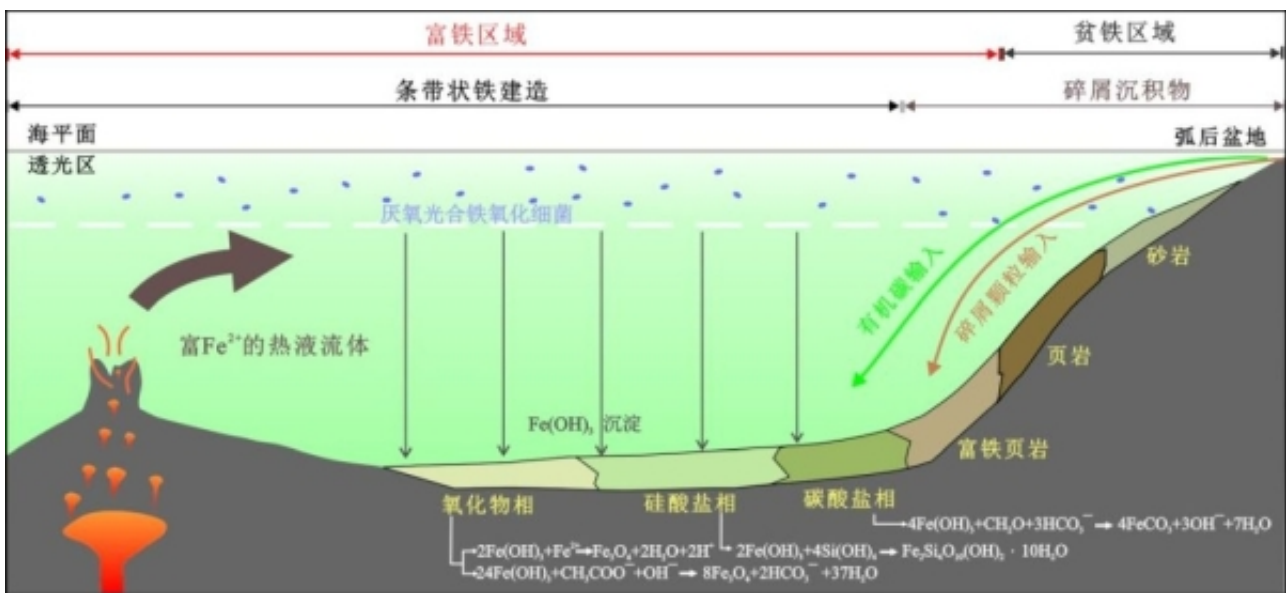 富铁区域
贫铁区域
条带状铁建造
碎屑沉积物
海平面
弧后盆地
透光区
厌氧光合铁氧化细菌
有机碳输入
碎屑颗粒输入
砂岩
富Fe²⁺的热液流体
页岩
Fe(OH)₃ 沉淀
富铁页岩
氧化物相
硅酸盐相
碳酸盐相
4Fe(OH)₃+CH₂O+3HCO₃⁻→4FeCO₃+3OH⁻+7H₂O
2Fe(OH)₃+Fe²⁺→Fe₃O₄+2H₂O+2H⁺
2Fe(OH)₃+4Si(OH)₄→Fe₂Si₄O₁₀(OH)₂·10H₂O
24Fe(OH)₃+CH₃COO⁻+OH⁻→8Fe₃O₄+2HCO₃⁻+37H₂O